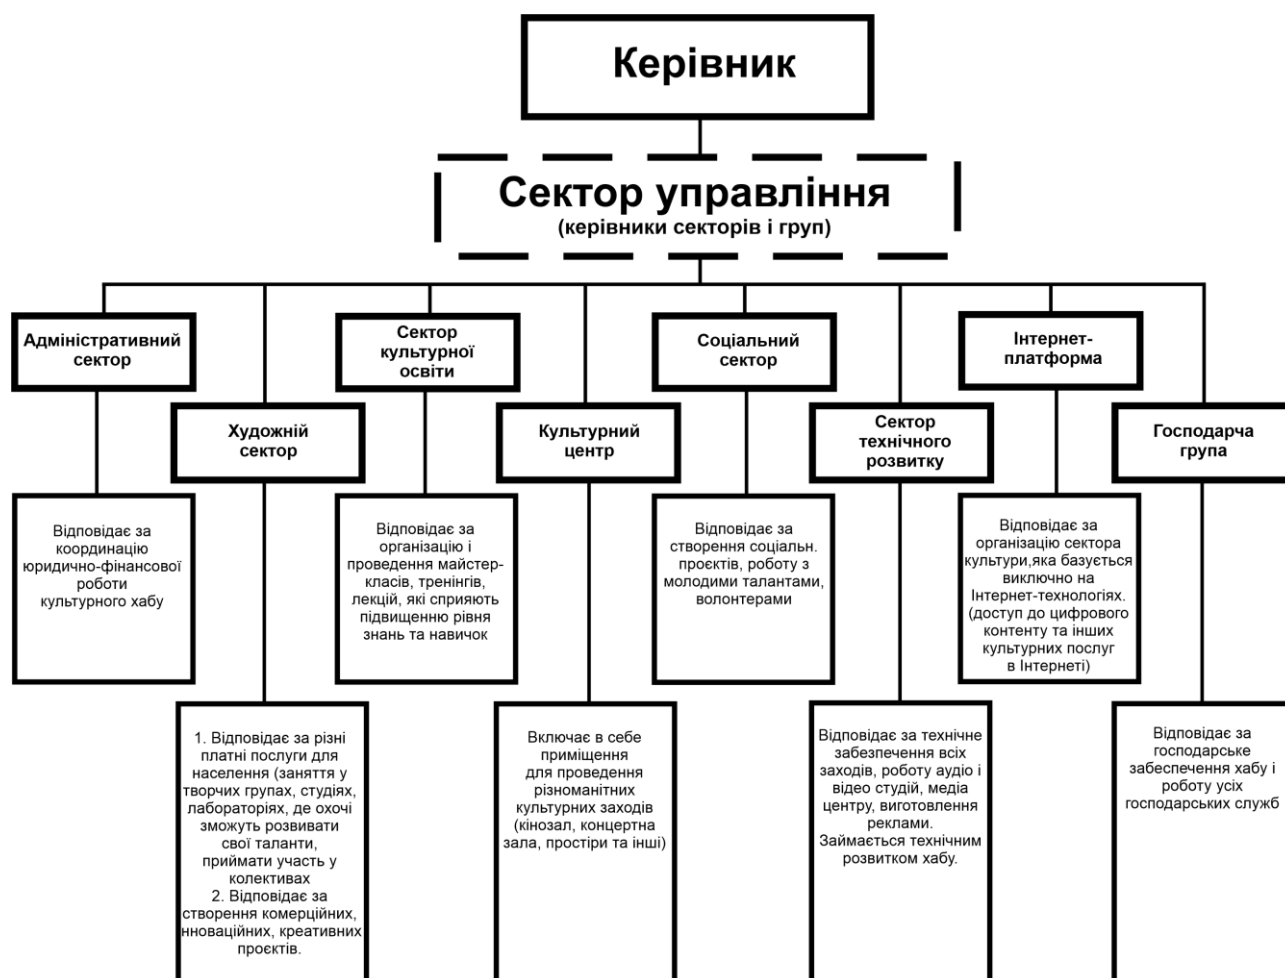 Керівник
Сектор управління
(керівники секторів і груп)
Адміністративний
сектор
Сектор
культурної
освіти
Соціальний
сектор
Інтернет-
платформа
Художній
сектор
Культурний
центр
Сектор
технічного
розвитку
Господарча
група
Відповідає за
координацію
юридично-фінансової
роботи
культурного хабу
Відповідає за
організацію і
проведення майстер-
класів, тренінгів,
лекцій, які сприяють
підвищенню рівня
знань та навичок
Відповідає за
створення соціальн.
проєктів, роботу з
молодими талантами,
волонтерами
Відповідає за
організацію сектора
культури,яка базується
виключно на
Інтернет-технологіях.
(доступ до цифрового
контенту та інших
культурних послуг
в Інтернеті)
1. Відповідає за різні
платні послуги для
населення (заняття у
творчих групах, студіях,
лабораторіях, де охочі
зможуть розвивати
свої таланти,
приймати участь у
колективах
2. Відповідає за
створення комерційних,
нноваційних, креативних
проєктів.
Включає в себе
приміщення
для проведення
різноманітних
культурних заходів
(кінозал, концертна
зала, простіри та інші)
Відповідає за технічне
забезпечення всіх
заходів, роботу аудіо і
відео студій, медіа
центру, виготовлення
реклами.
Займається технічним
розвитком хабу.
Відповідає за
господарське
забеспечення хабу і
роботу усіх
господарських служб